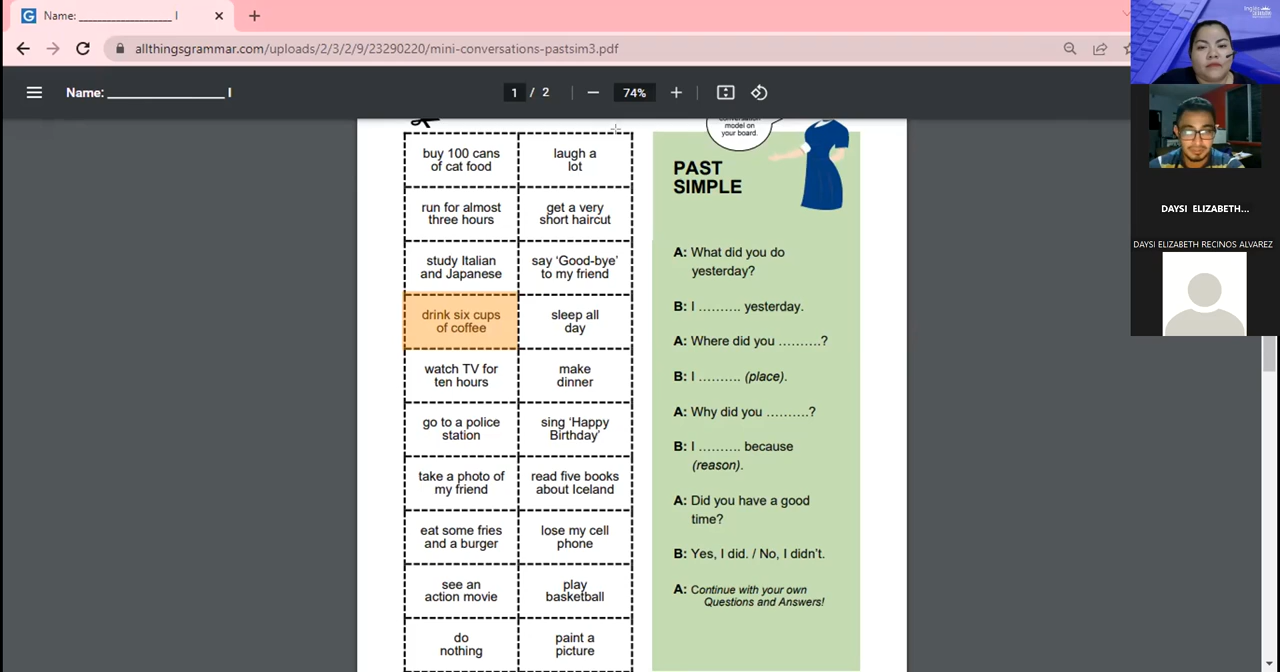 Name: ____________________ I
allthingsgrammar.com/uploads/2/3/2/9/23290220/mini-conversations-pastsim3.pdf
Name: ________________ I
1 / 2
74%
model on
your board.
buy 100 cans
of cat food
laugh a
lot
run for almost
three hours
get a very
short haircut
study Italian
and Japanese
say ‘Good-bye’
to my friend
drink six cups
of coffee
sleep all
day
watch TV for
ten hours
make
dinner
go to a police
station
sing ‘Happy
Birthday’
take a photo of
my friend
read five books
about Iceland
eat some fries
and a burger
lose my cell
phone
see an
action movie
play
basketball
do
nothing
paint a
picture
PAST
SIMPLE
A: What did you do
yesterday?
B: I ………. yesterday.
A: Where did you ……….?
B: I ………. (place).
A: Why did you ……….?
B: I ………. because
(reason).
A: Did you have a good
time?
B: Yes, I did. / No, I didn’t.
A: Continue with your own
Questions and Answers!
DAYSI ELIZABETH...
DAYSI ELIZABETH RECINOS ALVAREZ